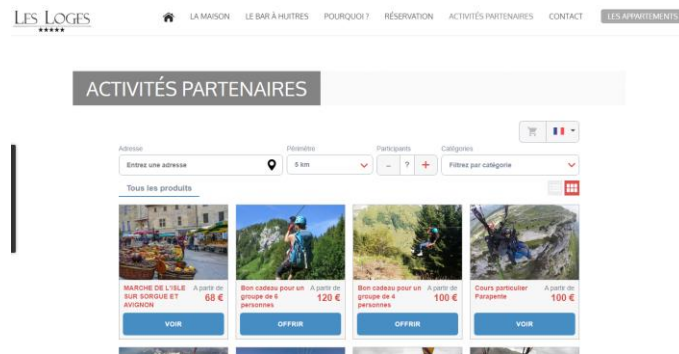 LES LOGES
★★★★★
LA MAISON LE BAR À HUITRES POURQUOI ? RÉSERVATION ACTIVITÉS PARTENAIRES CONTACT LES APPARTEMENTS
ACTIVITÉS PARTENAIRES
Adresse Périmètre Participants Catégories
Entrez une adresse 5 km - ? + Filtrez par catégorie
Tous les produits
MARCHE DE L'ISLE A partir de
SUR SORGUE ET 68 €
AVIGNON
VOIR
Bon cadeau pour un A partir de
groupe de 6 120 €
personnes
OFFRIR
Bon cadeau pour un A partir de
groupe de 4 100 €
personnes
OFFRIR
Cours particulier A partir de
Parapente 100 €
VOIR